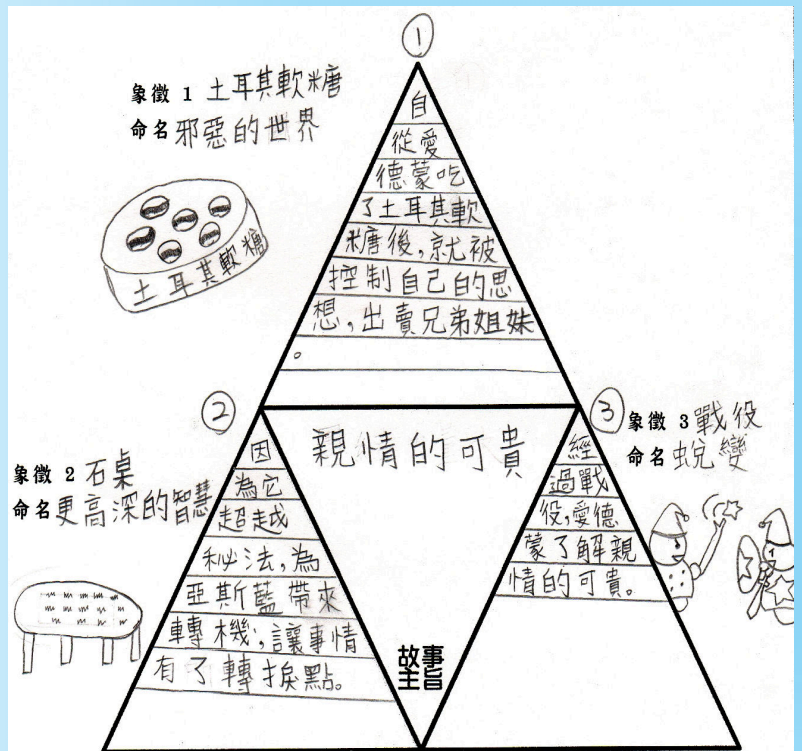 ①
象徵 1 土耳其軟糖
命名 邪惡的世界
土耳其軟糖
自
從愛
德蒙吃
了土耳其軟
糖後,就被
控制自己的思
想,出賣兄弟姐妹
。
②
象徵 2 石桌
命名 更高深的智慧
因
為它
超越
秘法,為
亞斯藍帶來
轉機;讓事情
有了轉捩點。
親情的可貴
故事
主旨
③
象徵 3 戰役
命名 蛻變
經
過戰
役,愛德
蒙了解親
情的可貴。